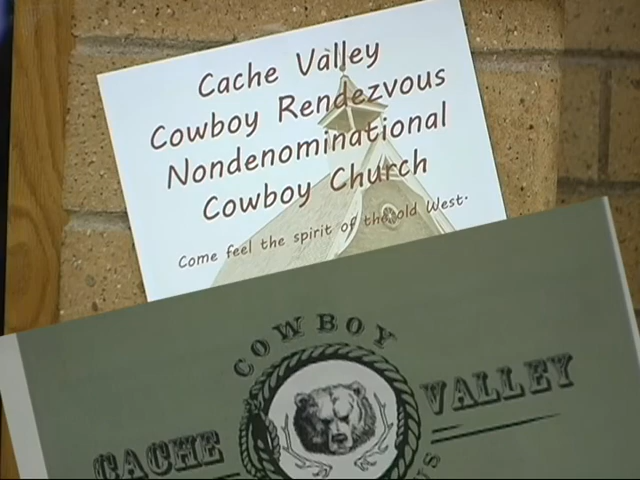 Cache Valley
Cowboy Rendezvous
Nondenominational
Cowboy Church
Come feel the spirit of the old West.
COWBOY
CACHE VALLEY